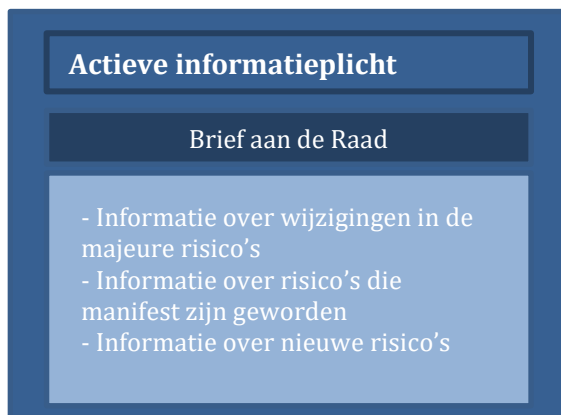 Actieve informatieplicht
Brief aan de Raad
- Informatie over wijzigingen in de
majeure risico’s
- Informatie over risico’s die
manifest zijn geworden
- Informatie over nieuwe risico’s